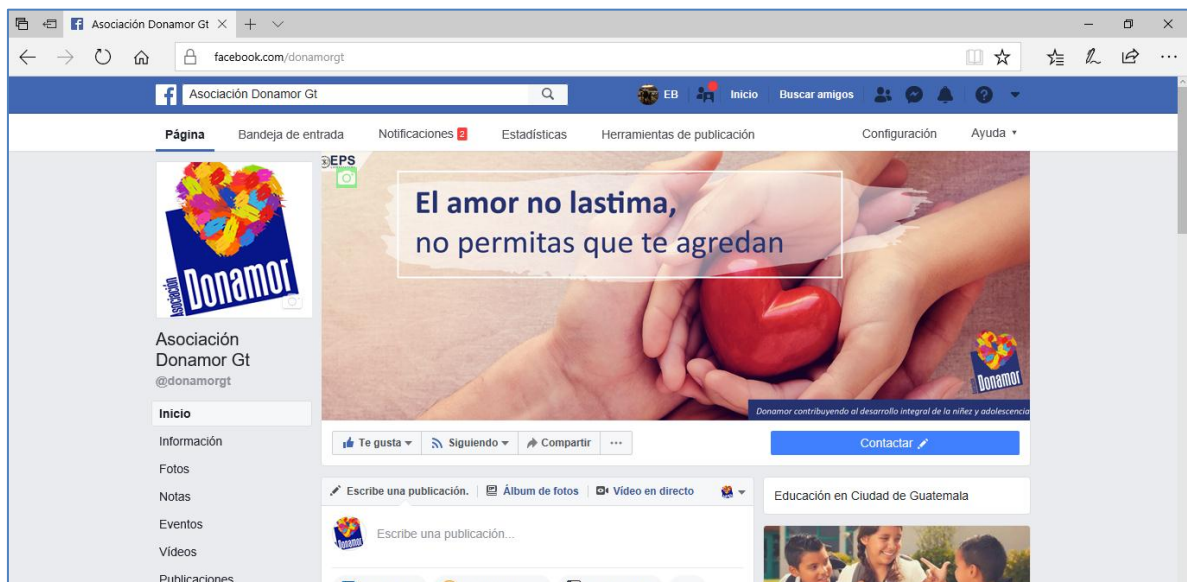 Asociación Donamor Gt
facebook.com/donamorgt
Asociación Donamor Gt
EB
Inicio
Buscar amigos
Página
Bandeja de entrada
Notificaciones 2
Estadísticas
Herramientas de publicación
Configuración
Ayuda
EPS
El amor no lastima,
no permitas que te agredan
Asociación
Donamor
Donamor
Donamor contribuyendo al desarrollo integral de la niñez y adolescencia
Asociación
Donamor Gt
@donamorgt
Inicio
Información
Fotos
Notas
Eventos
Vídeos
Publicaciones
Te gusta
Siguiendo
Compartir
Contactar
Escribe una publicación.
Álbum de fotos
Vídeo en directo
Donamor
Escribe una publicación...
Educación en Ciudad de Guatemala